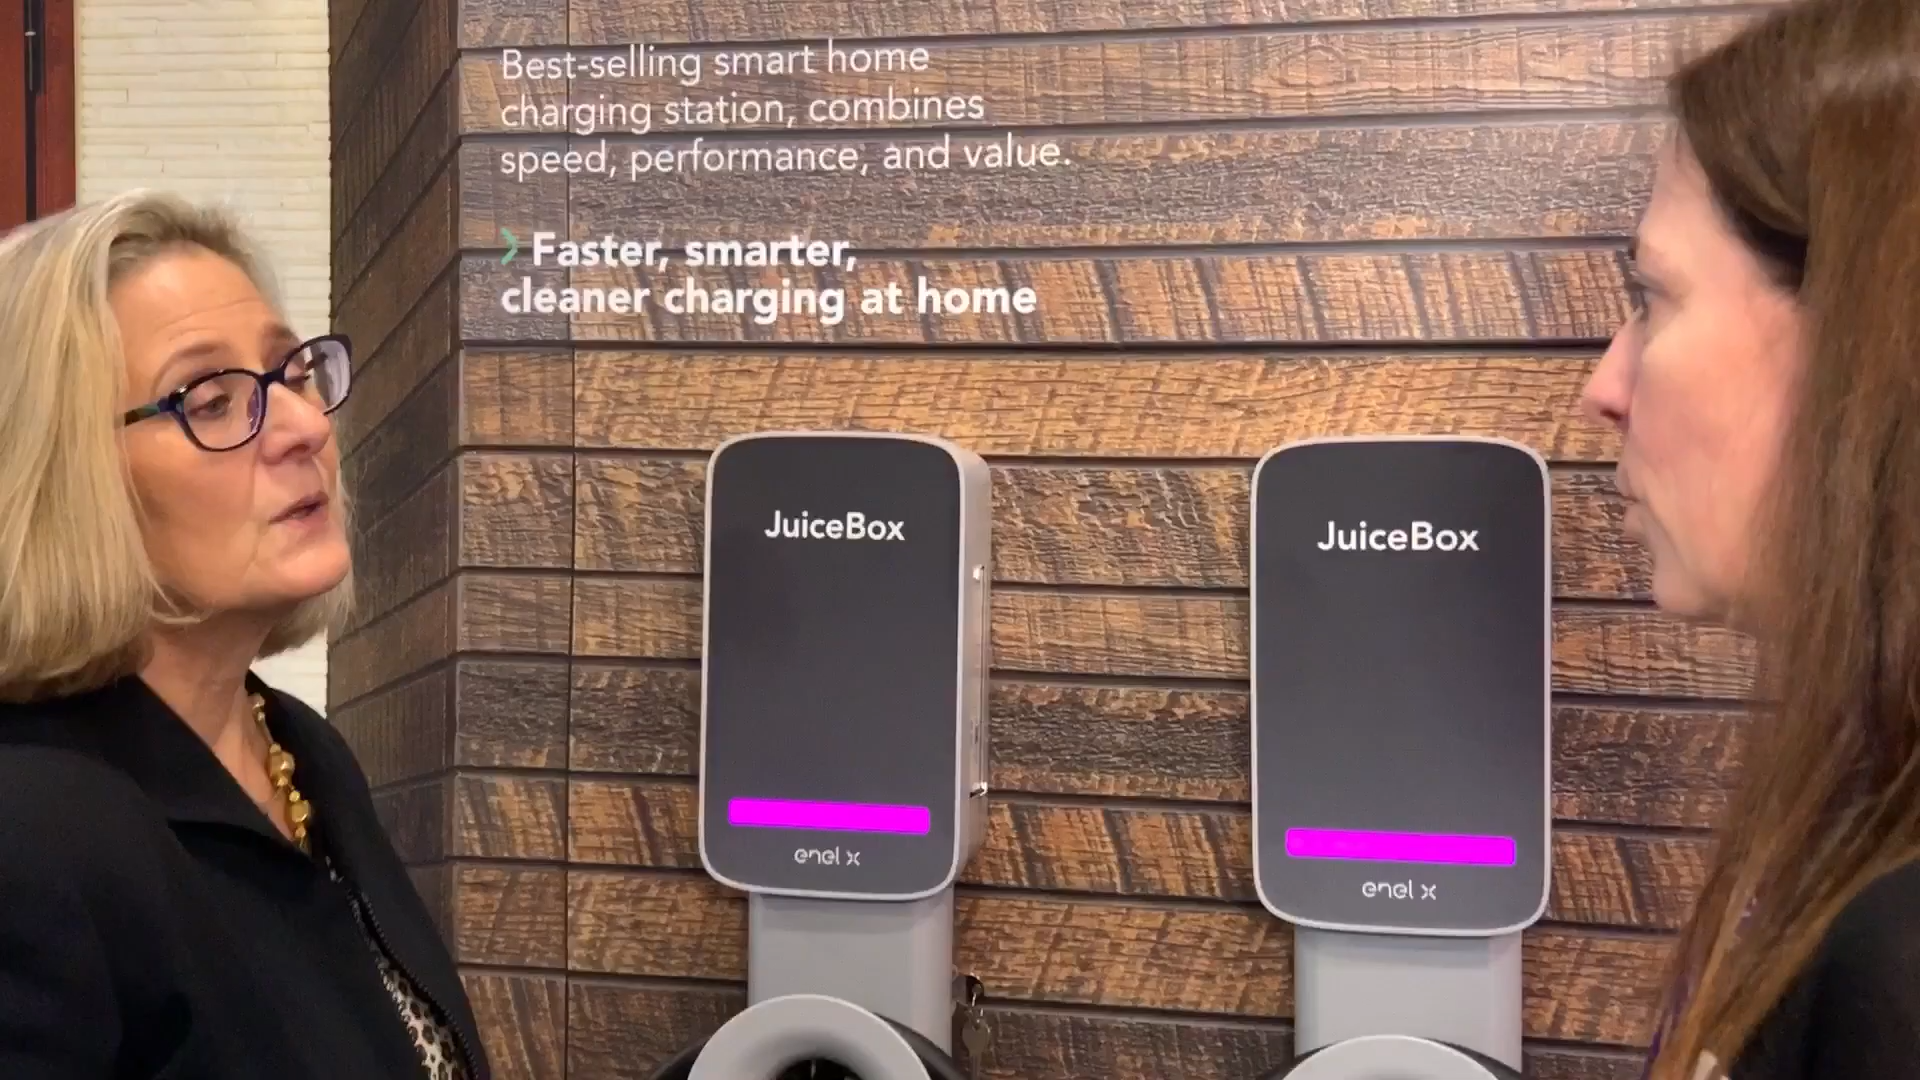 Best-selling smart home
charging station, combines
speed, performance, and value.
Faster, smarter,
cleaner charging at home
JuiceBox
enel x
JuiceBox
enel x